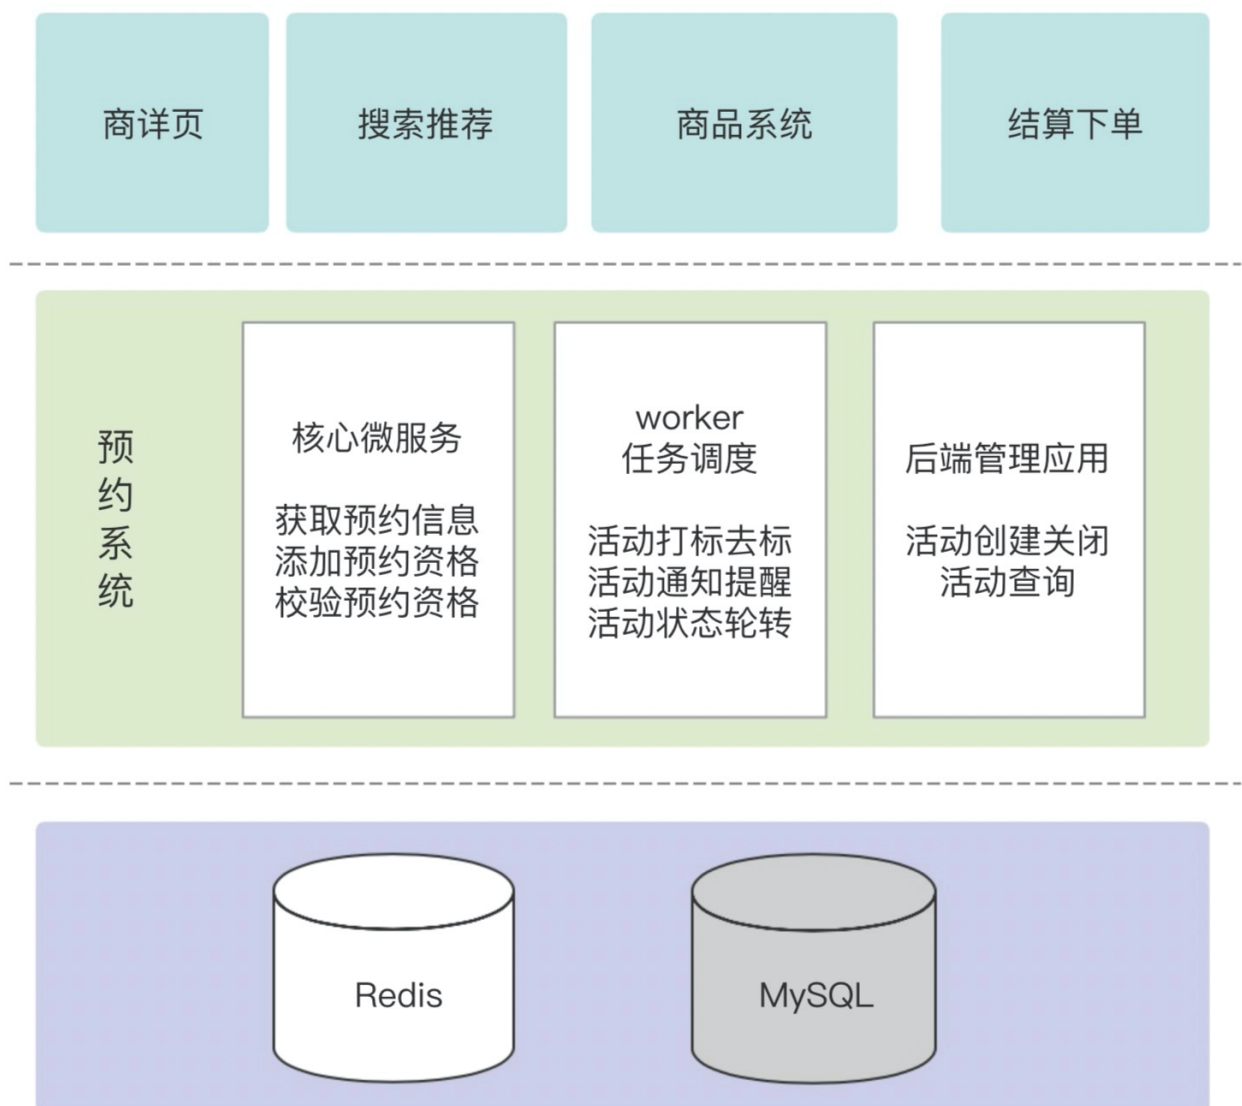 商详页
搜索推荐
商品系统
结算下单
预约系统
核心微服务
获取预约信息
添加预约资格
校验预约资格
worker
任务调度
活动打标去标
活动通知提醒
活动状态轮转
后端管理应用
活动创建关闭
活动查询
Redis
MySQL